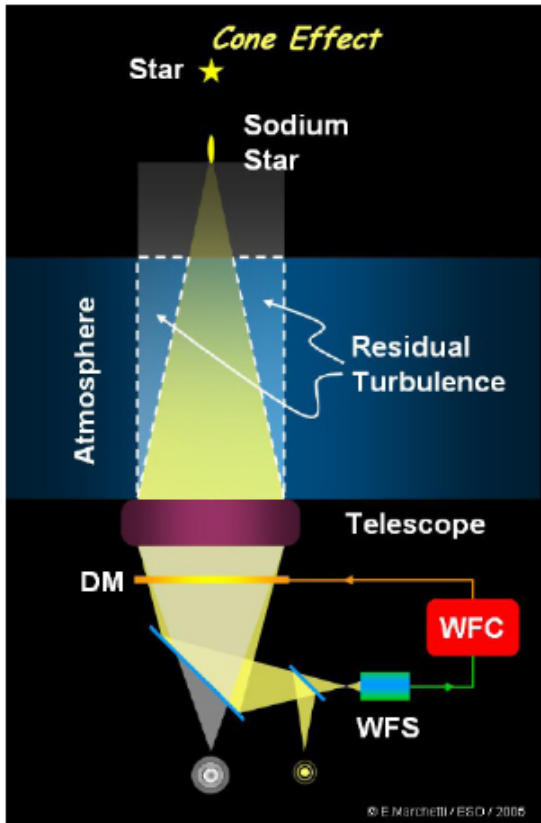 Cone Effect
Star
Sodium
Star
Atmosphere
Residual
Turbulence
Telescope
DM
WFC
WFS
© E.Marchetti / ESO / 2006